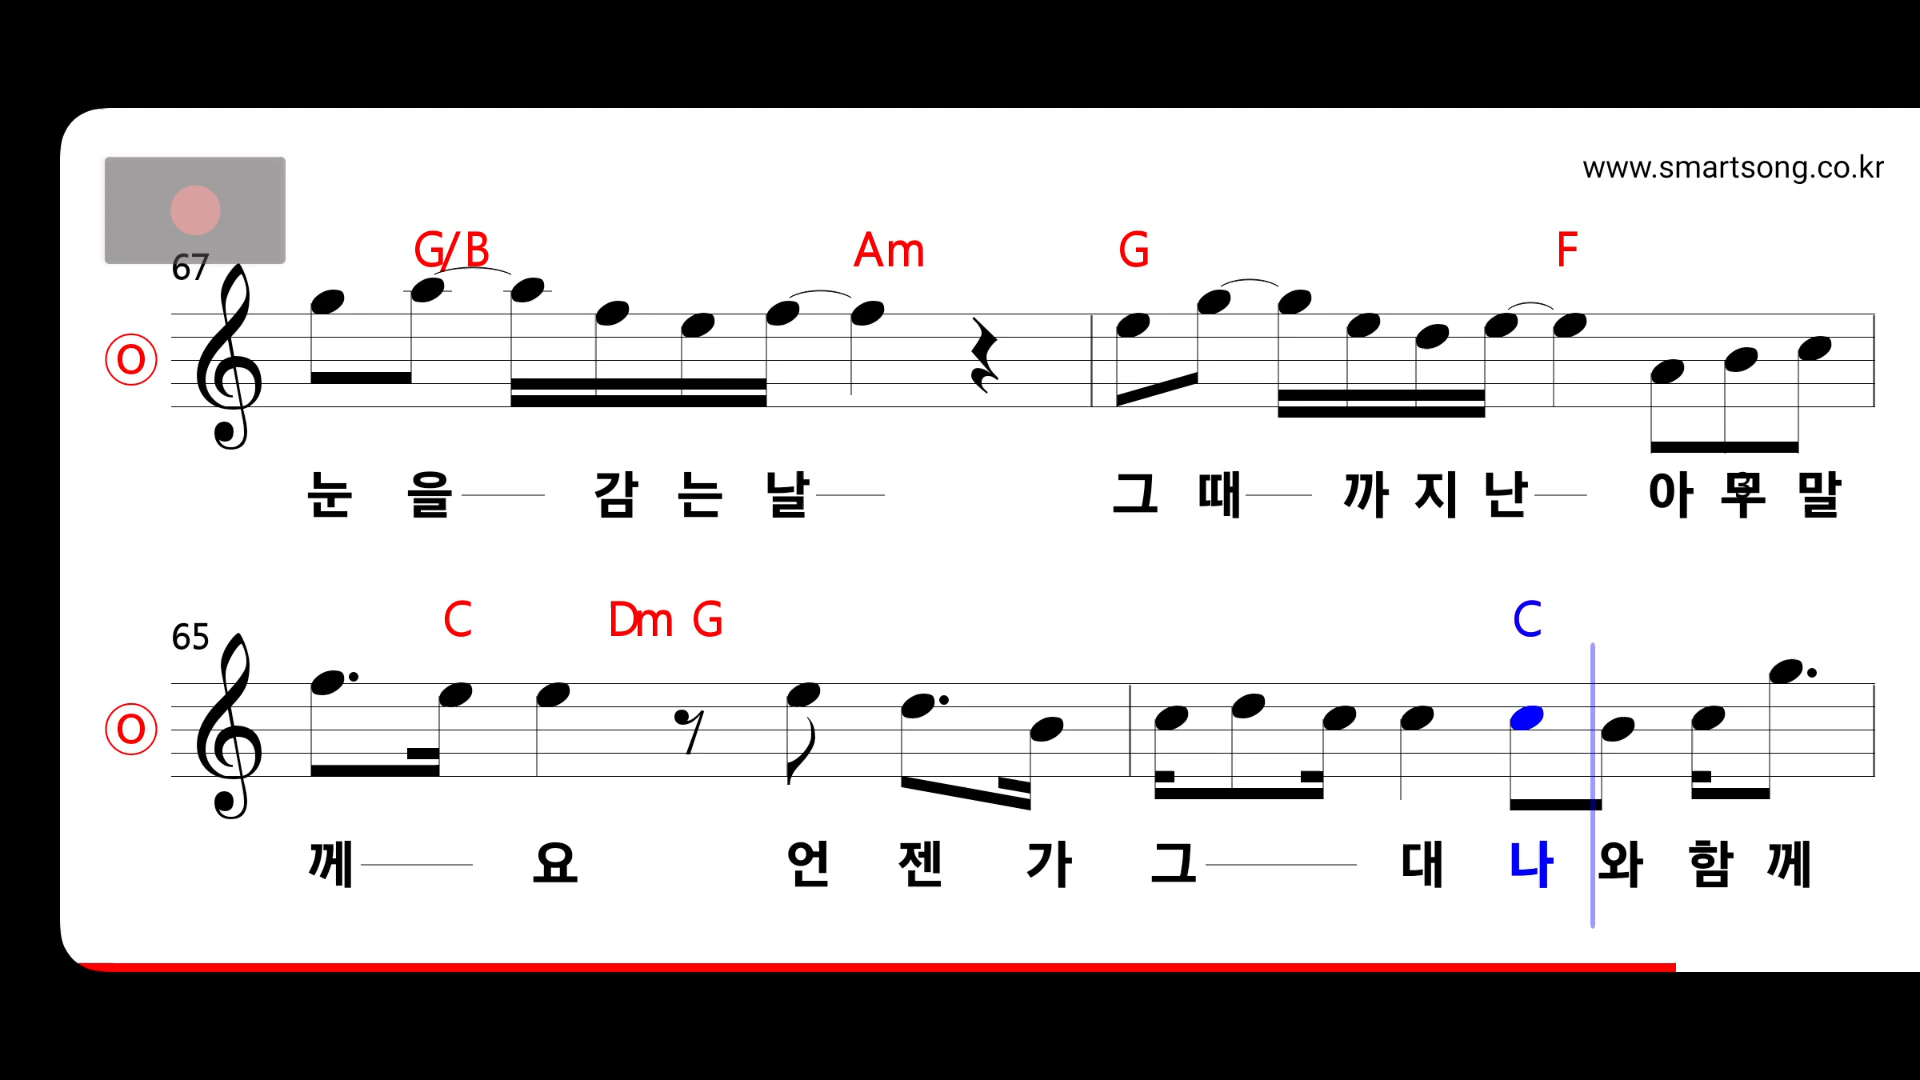 www.smartsong.co.kr
G/B Am G F
67
O
눈 을 감 는 날 그 때 까 지 난 아 무 말
C Dm G C
65
O
께 요 언 젠 가 그 대 나 와 함 께